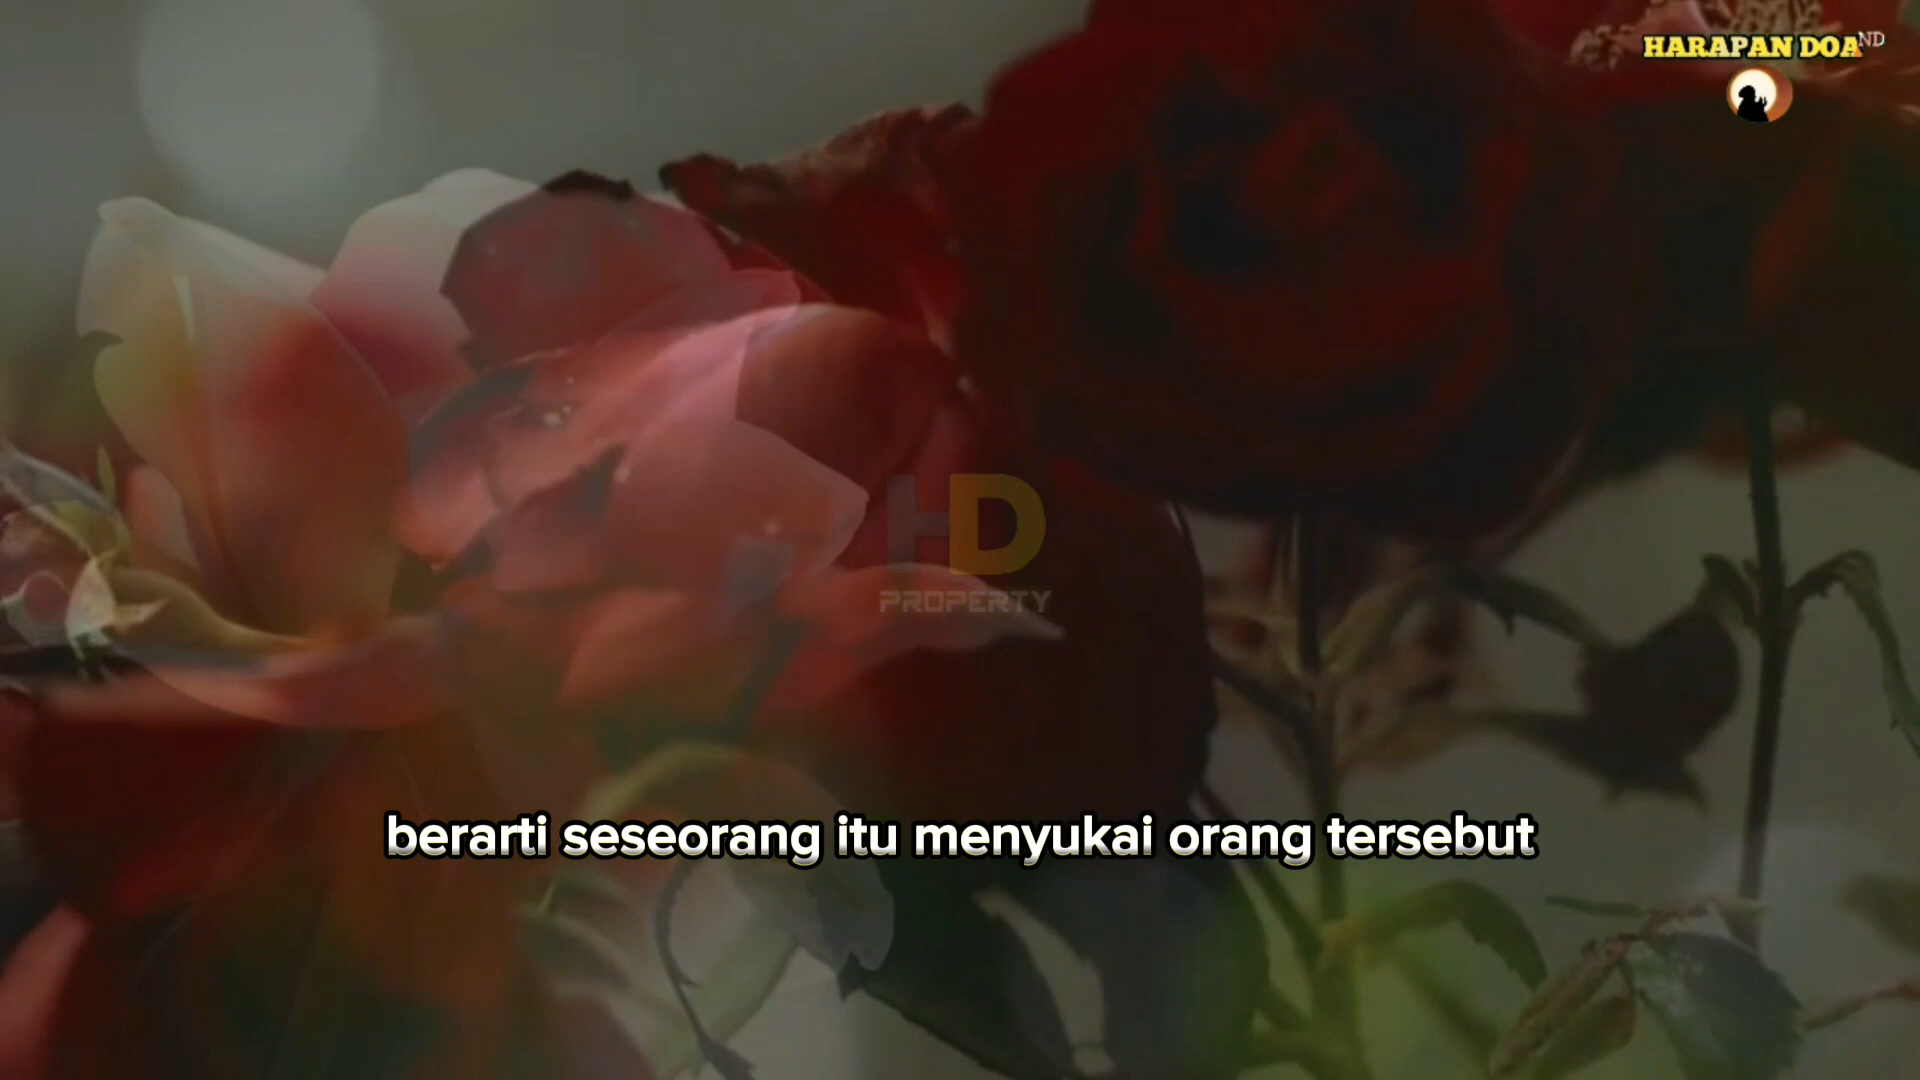 HARAPAN DOA ND
HD
PROPERTY
berarti seseorang itu menyukai orang tersebut